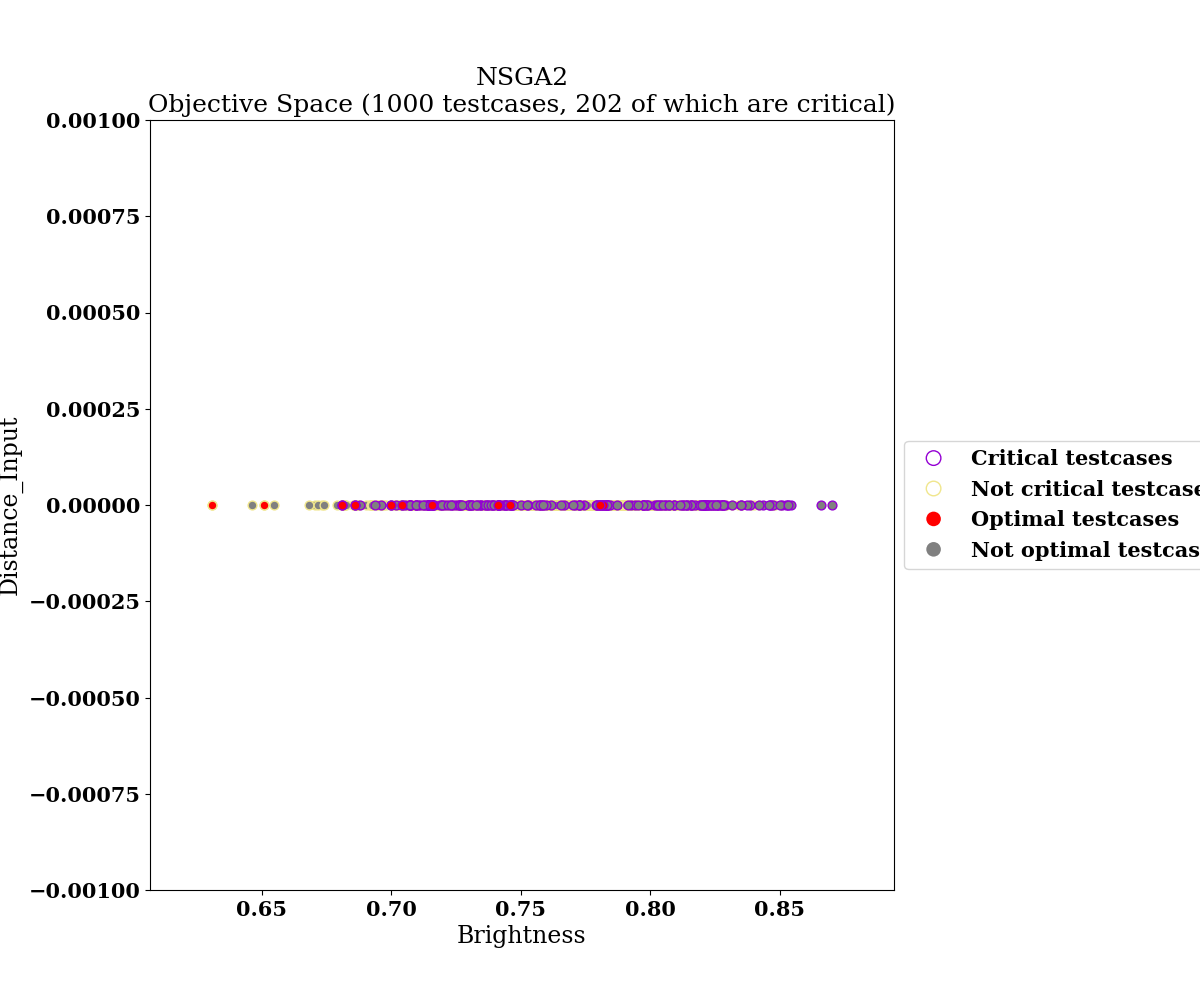 NSGA2
Objective Space (1000 testcases, 202 of which are critical)
0.00100
0.00075
0.00050
0.00025
0.00000
−0.00025
−0.00050
−0.00075
−0.00100
Distance_Input
0.65 0.70 0.75 0.80 0.85
Brightness
Critical testcases
Not critical testcase
Optimal testcases
Not optimal testcas